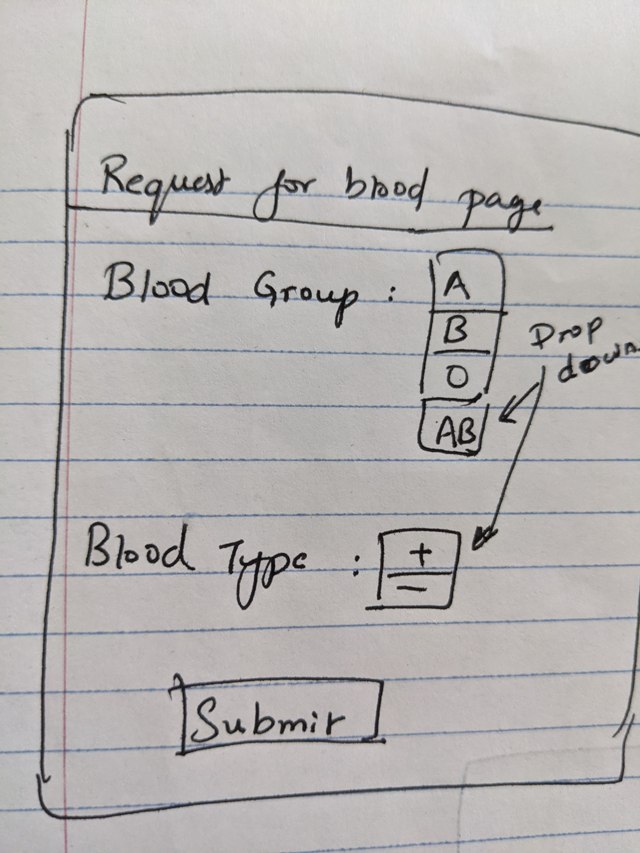 Request for blood page
Blood Group : A
B
O
AB
Drop
down
Blood Type : +
-
Submit